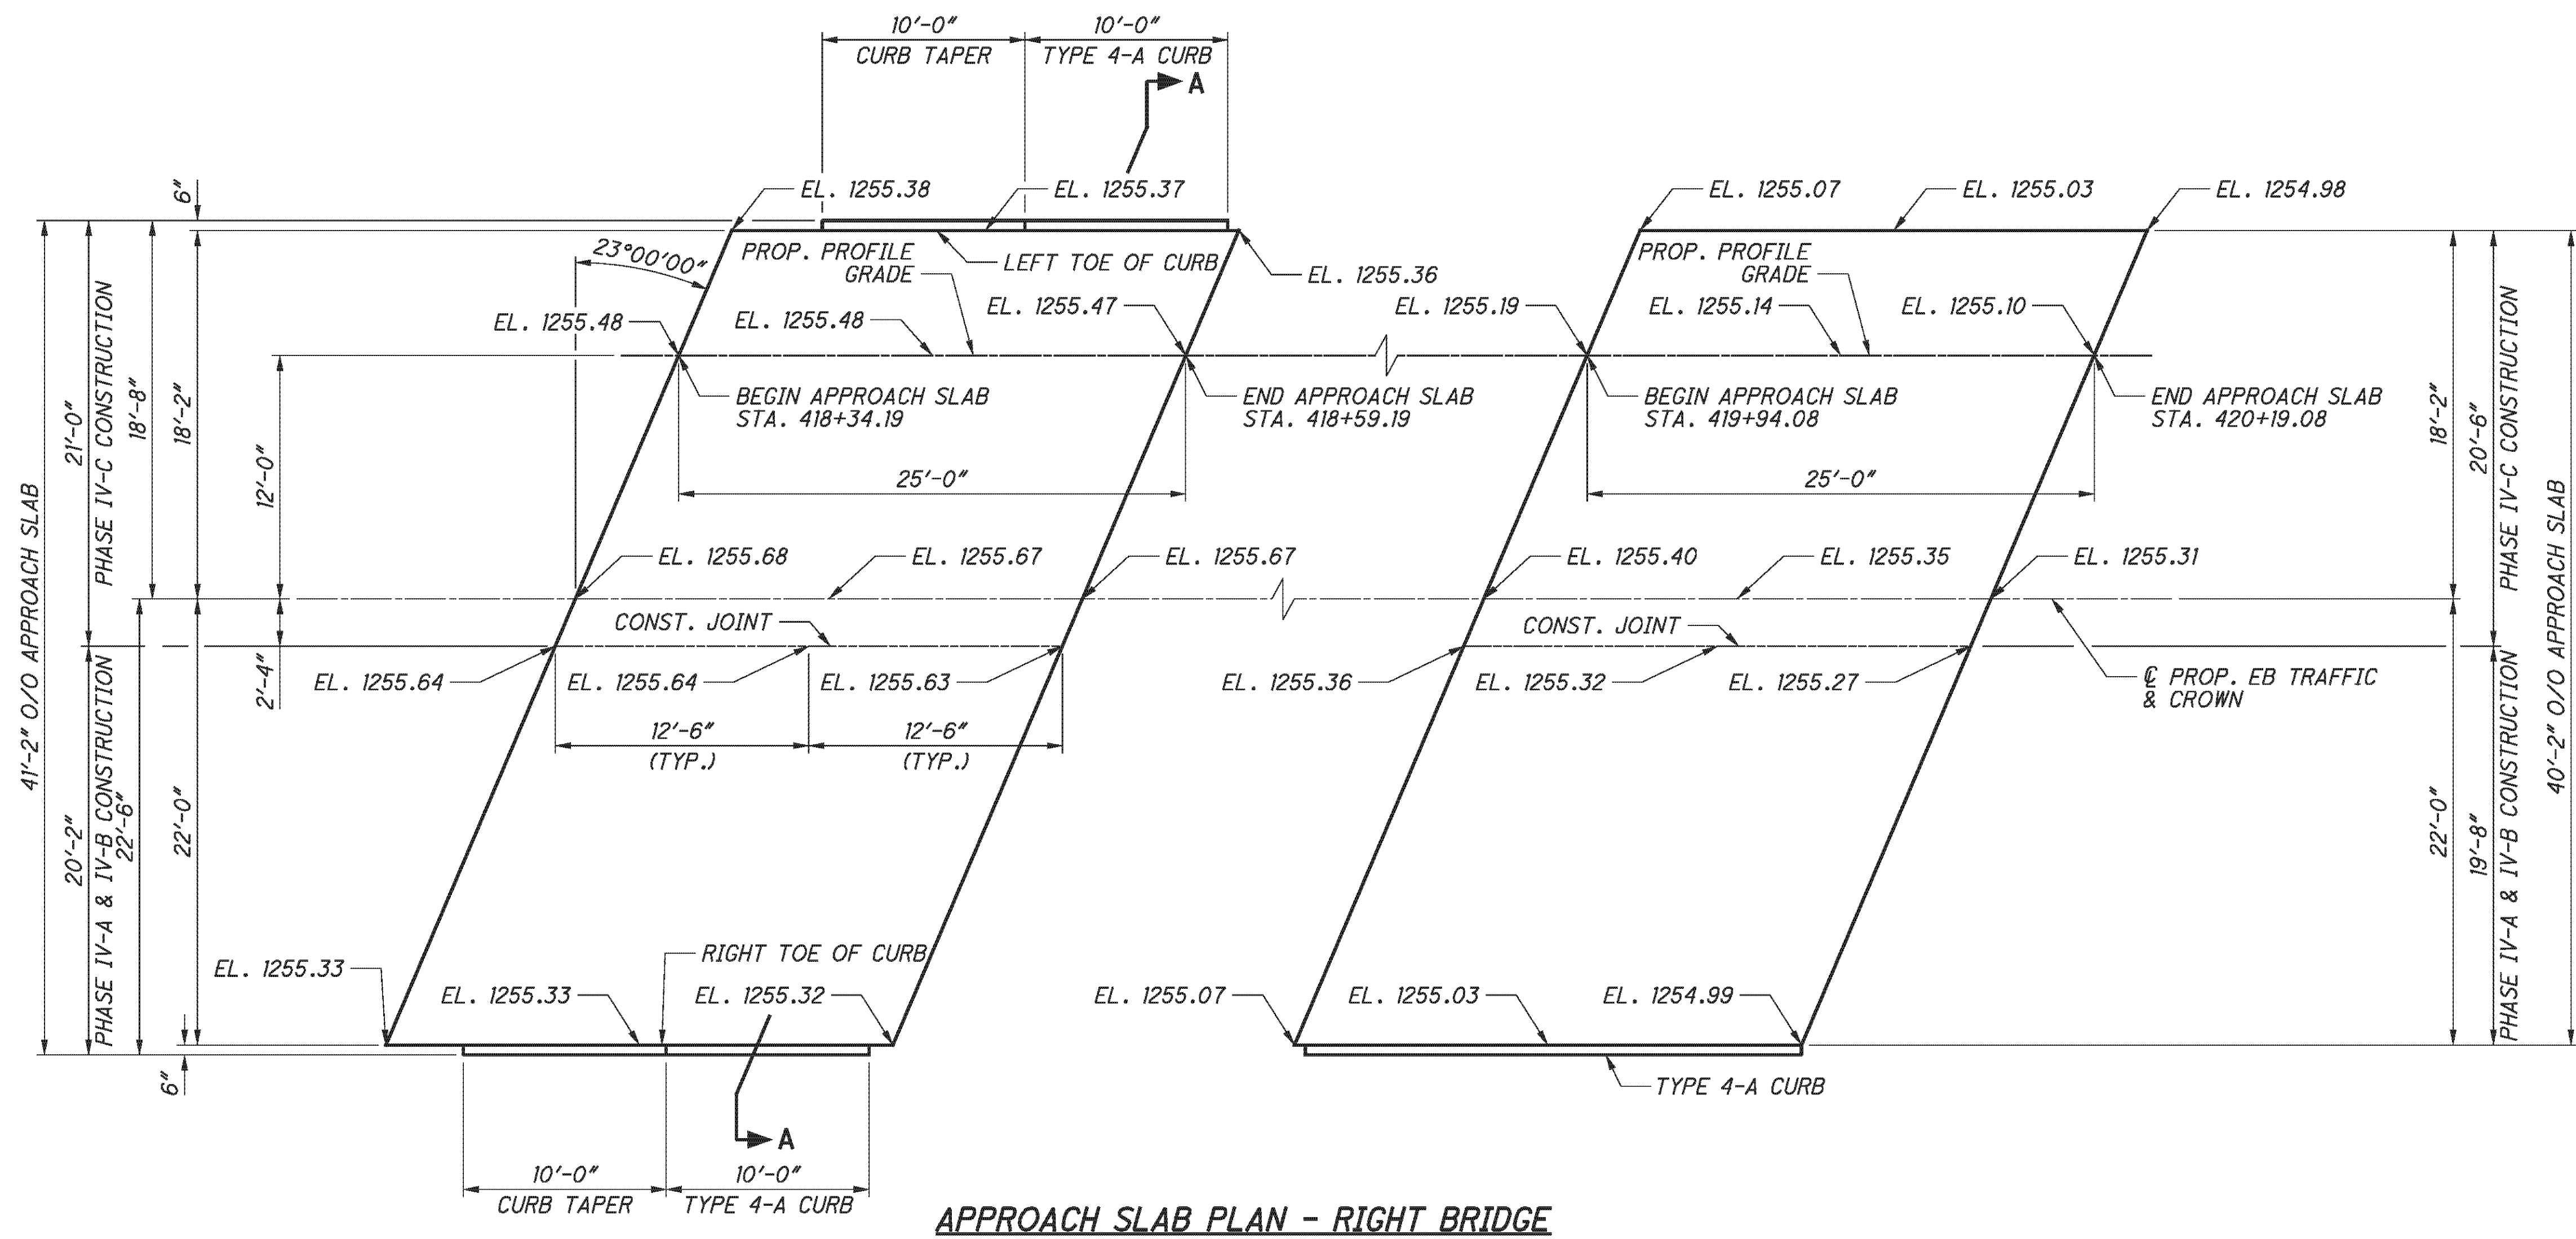 10'-0"
10'-0"
CURB TAPER
TYPE 4-A CURB
A
6"
EL. 1255.38
EL. 1255.37
EL. 1255.07
EL. 1255.03
EL. 1254.98
23°00'00"
PROP. PROFILE
GRADE
LEFT TOE OF CURB
EL. 1255.36
PROP. PROFILE
GRADE
EL. 1255.48
EL. 1255.48
EL. 1255.47
EL. 1255.19
EL. 1255.14
EL. 1255.10
BEGIN APPROACH SLAB
STA. 418+34.19
END APPROACH SLAB
STA. 418+59.19
BEGIN APPROACH SLAB
STA. 419+94.08
END APPROACH SLAB
STA. 420+19.08
41'-2" O/O APPROACH SLAB
21'-0"
PHASE IV-C CONSTRUCTION
18'-8"
18'-2"
12'-0"
25'-0"
25'-0"
18'-2"
20'-6"
PHASE IV-C CONSTRUCTION
40'-2" O/O APPROACH SLAB
EL. 1255.68
EL. 1255.67
EL. 1255.67
EL. 1255.40
EL. 1255.35
EL. 1255.31
CONST. JOINT
CONST. JOINT
2'-4"
EL. 1255.64
EL. 1255.64
EL. 1255.63
EL. 1255.36
EL. 1255.32
EL. 1255.27
℄ PROP. EB TRAFFIC
& CROWN
12'-6"
(TYP.)
12'-6"
(TYP.)
20'-2"
PHASE IV-A & IV-B CONSTRUCTION
22'-6"
22'-0"
22'-0"
19'-8"
PHASE IV-A & IV-B CONSTRUCTION
EL. 1255.33
RIGHT TOE OF CURB
EL. 1255.33
EL. 1255.32
EL. 1255.07
EL. 1255.03
EL. 1254.99
6"
TYPE 4-A CURB
A
10'-0"
10'-0"
CURB TAPER
TYPE 4-A CURB
APPROACH SLAB PLAN - RIGHT BRIDGE